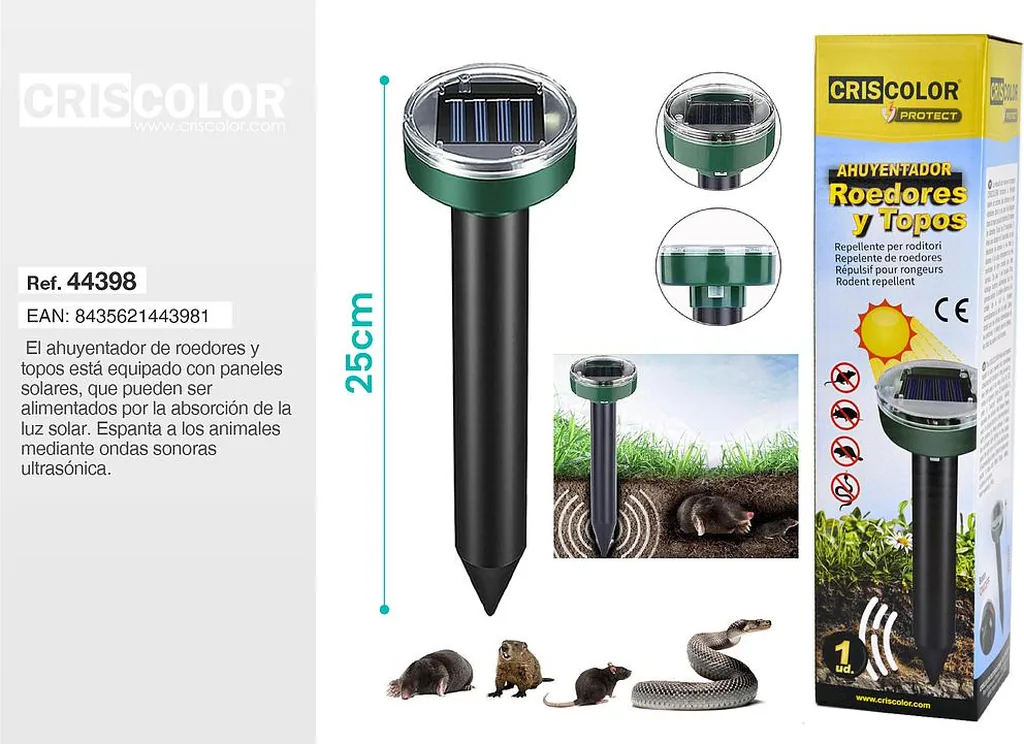 CRISCOLOR®
www.criscolor.com
Ref. 44398
EAN: 8435621443981
El ahuyentador de roedores y
topos está equipado con paneles
solares, que pueden ser
alimentados por la absorción de la
luz solar. Espanta a los animales
mediante ondas sonoras
ultrasónica.
25cm
CRISCOLOR
PROTECT
AHUYENTADOR
Roedores
y Topos
Repellente per roditori
Repelente de roedores
Répulsif pour rongeurs
Rodent repellent
CE
1
ud.
www.criscolor.com
CRISCOLOR
PROTECT